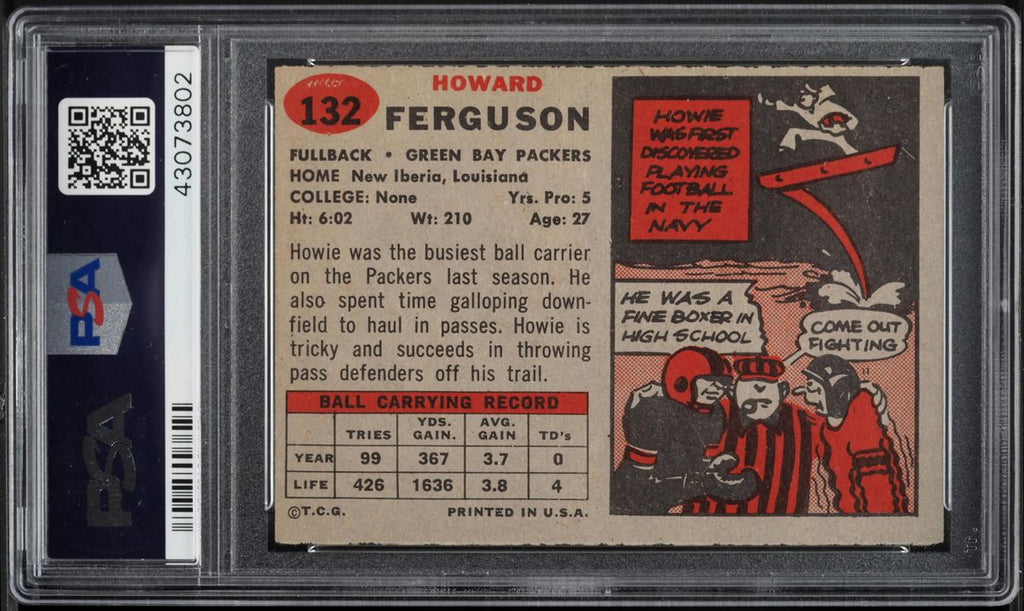 43073802
PSA
PSA
132
HOWARD
FERGUSON
FULLBACK • GREEN BAY PACKERS
HOME New Iberia, Louisiana
COLLEGE: None Yrs. Pro: 5
Ht: 6:02 Wt: 210 Age: 27
Howie was the busiest ball carrier
on the Packers last season. He
also spent time galloping down-
field to haul in passes. Howie is
tricky and succeeds in throwing
pass defenders off his trail.
BALL CARRYING RECORD
TRIES YDS. GAIN. AVG. GAIN TD's
YEAR 99 367 3.7 0
LIFE 426 1636 3.8 4
©T.C.G. PRINTED IN U.S.A.
HOWIE
WAS FIRST
DISCOVERED
PLAYING
FOOTBALL
IN THE
NAVY
HE WAS A
FINE BOXER IN
HIGH SCHOOL
COME OUT
FIGHTING